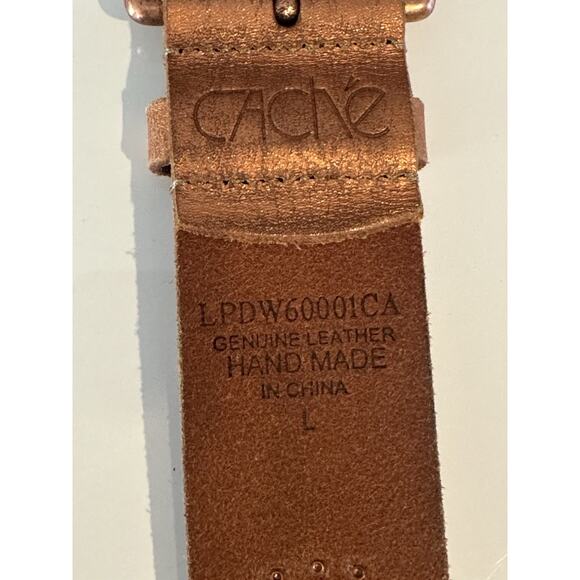 CAché
LPDW60001CA
GENUINE LEATHER
HAND MADE
IN CHINA
L